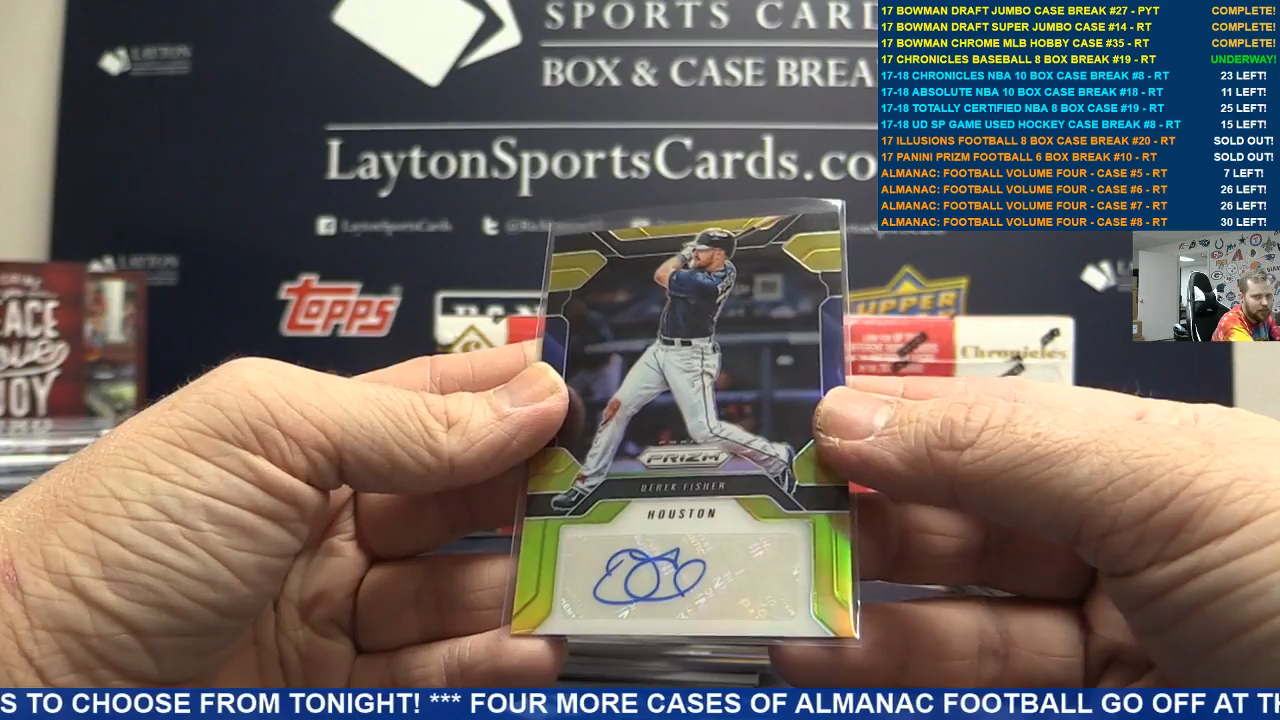 SPORTS CARD
BOX & CASE BREA
LaytonSportsCards.co
LaytonSportsCards
LAYTON
TOPPS
UPPER
Chronicles
PRIZM
DEREK FISHER
HOUSTON
17 BOWMAN DRAFT JUMBO CASE BREAK #27 - PYT COMPLETE!
17 BOWMAN DRAFT SUPER JUMBO CASE #14 - RT COMPLETE!
17 BOWMAN CHROME MLB HOBBY CASE #35 - RT COMPLETE!
17 CHRONICLES BASEBALL 8 BOX BREAK #19 - RT UNDERWAY!
17-18 CHRONICLES NBA 10 BOX CASE BREAK #8 - RT 23 LEFT!
17-18 ABSOLUTE NBA 10 BOX CASE BREAK #18 - RT 11 LEFT!
17-18 TOTALLY CERTIFIED NBA 8 BOX CASE #19 - RT 25 LEFT!
17-18 UD SP GAME USED HOCKEY CASE BREAK #8 - RT 15 LEFT!
17 ILLUSIONS FOOTBALL 8 BOX CASE BREAK #20 - RT SOLD OUT!
17 PANINI PRIZM FOOTBALL 6 BOX BREAK #10 - RT SOLD OUT!
ALMANAC: FOOTBALL VOLUME FOUR - CASE #5 - RT 7 LEFT!
ALMANAC: FOOTBALL VOLUME FOUR - CASE #6 - RT 26 LEFT!
ALMANAC: FOOTBALL VOLUME FOUR - CASE #7 - RT 26 LEFT!
ALMANAC: FOOTBALL VOLUME FOUR - CASE #8 - RT 30 LEFT!
S TO CHOOSE FROM TONIGHT! *** FOUR MORE CASES OF ALMANAC FOOTBALL GO OFF AT T